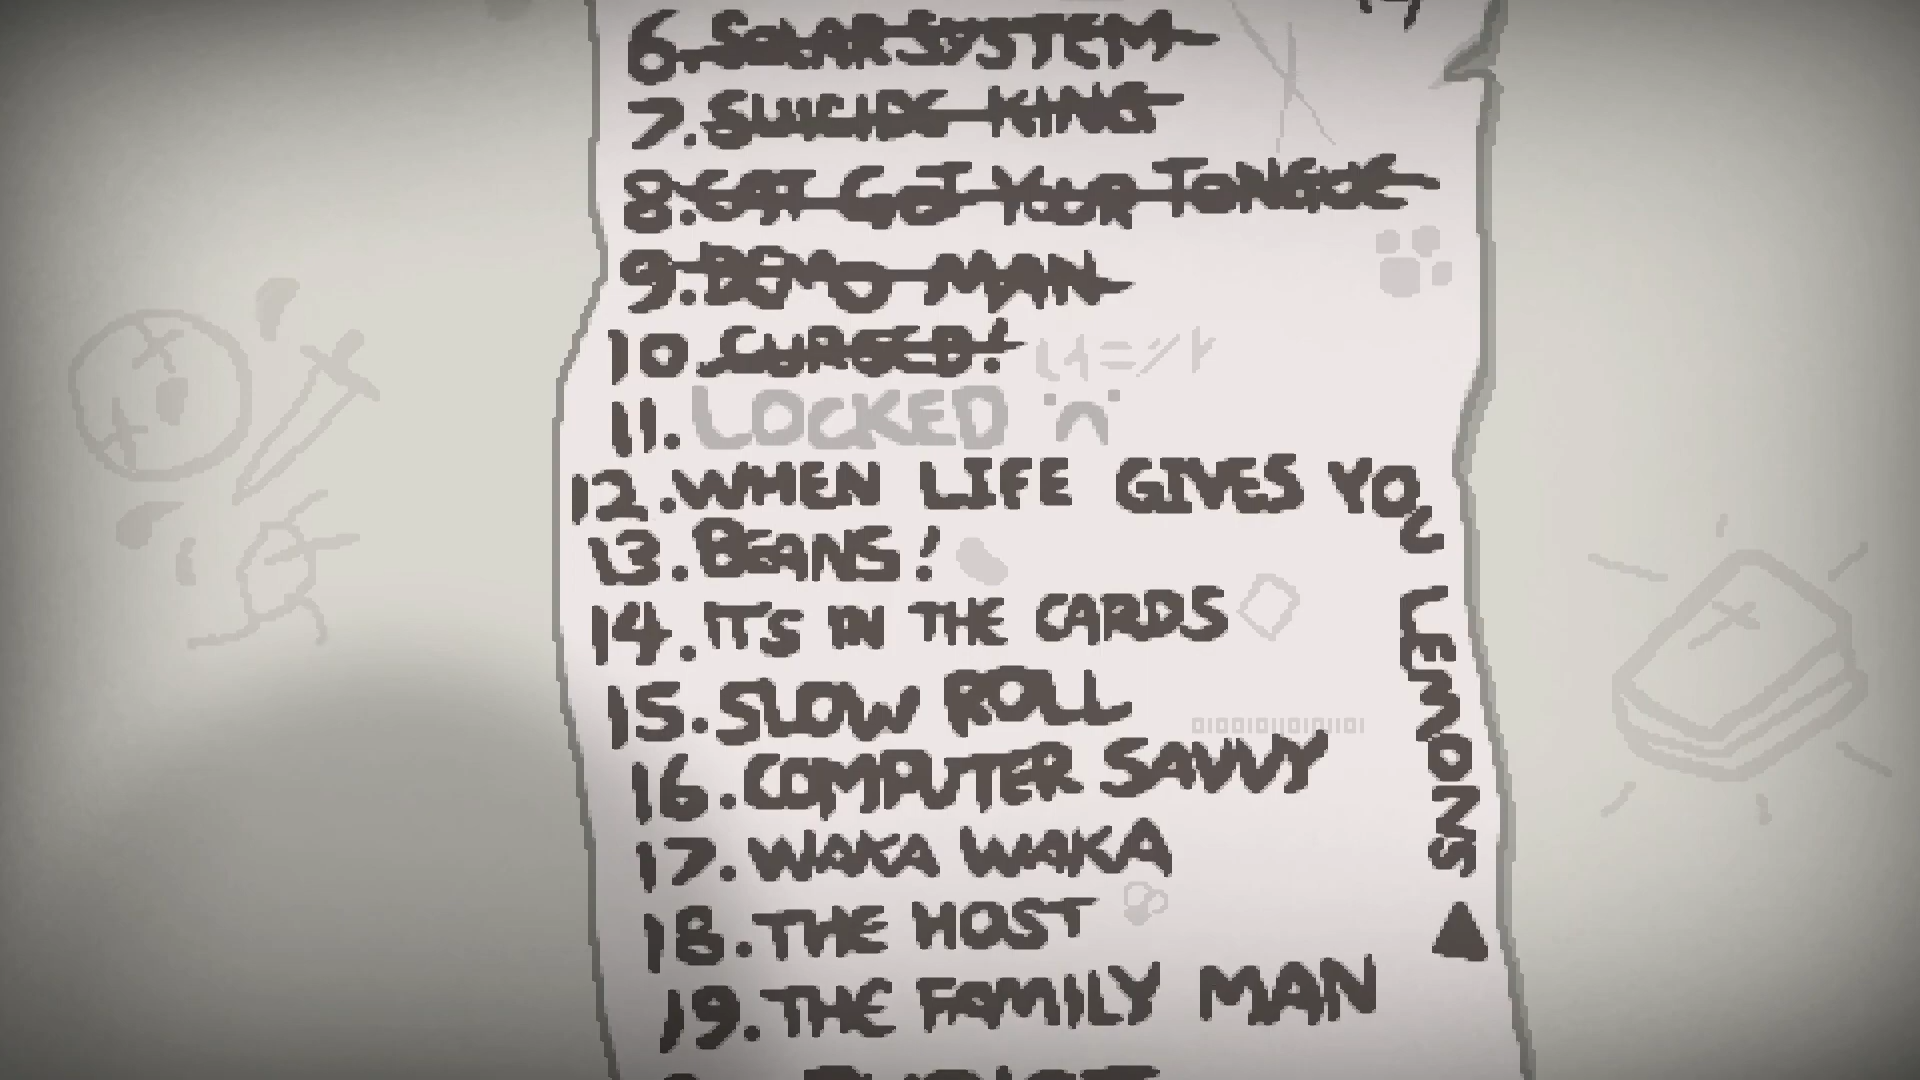 6. SOLAR SYSTEM
7. SUICIDE KING
8. CAT GOT YOUR TONGUE
9. DEMO MAN
10. CURSED!
11. LOCKED :(
12. WHEN LIFE GIVES YOU LEMONS
13. BEANS!
14. IT'S IN THE CARDS
15. SLOW ROLL
16. COMPUTER SAVVY
17. WAKA WAKA
18. THE HOST
19. THE FAMILY MAN